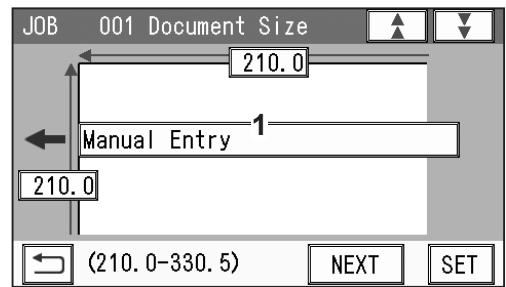 JOB 001 Document Size
210.0
1
Manual Entry
210.0
(210.0-330.5) NEXT SET